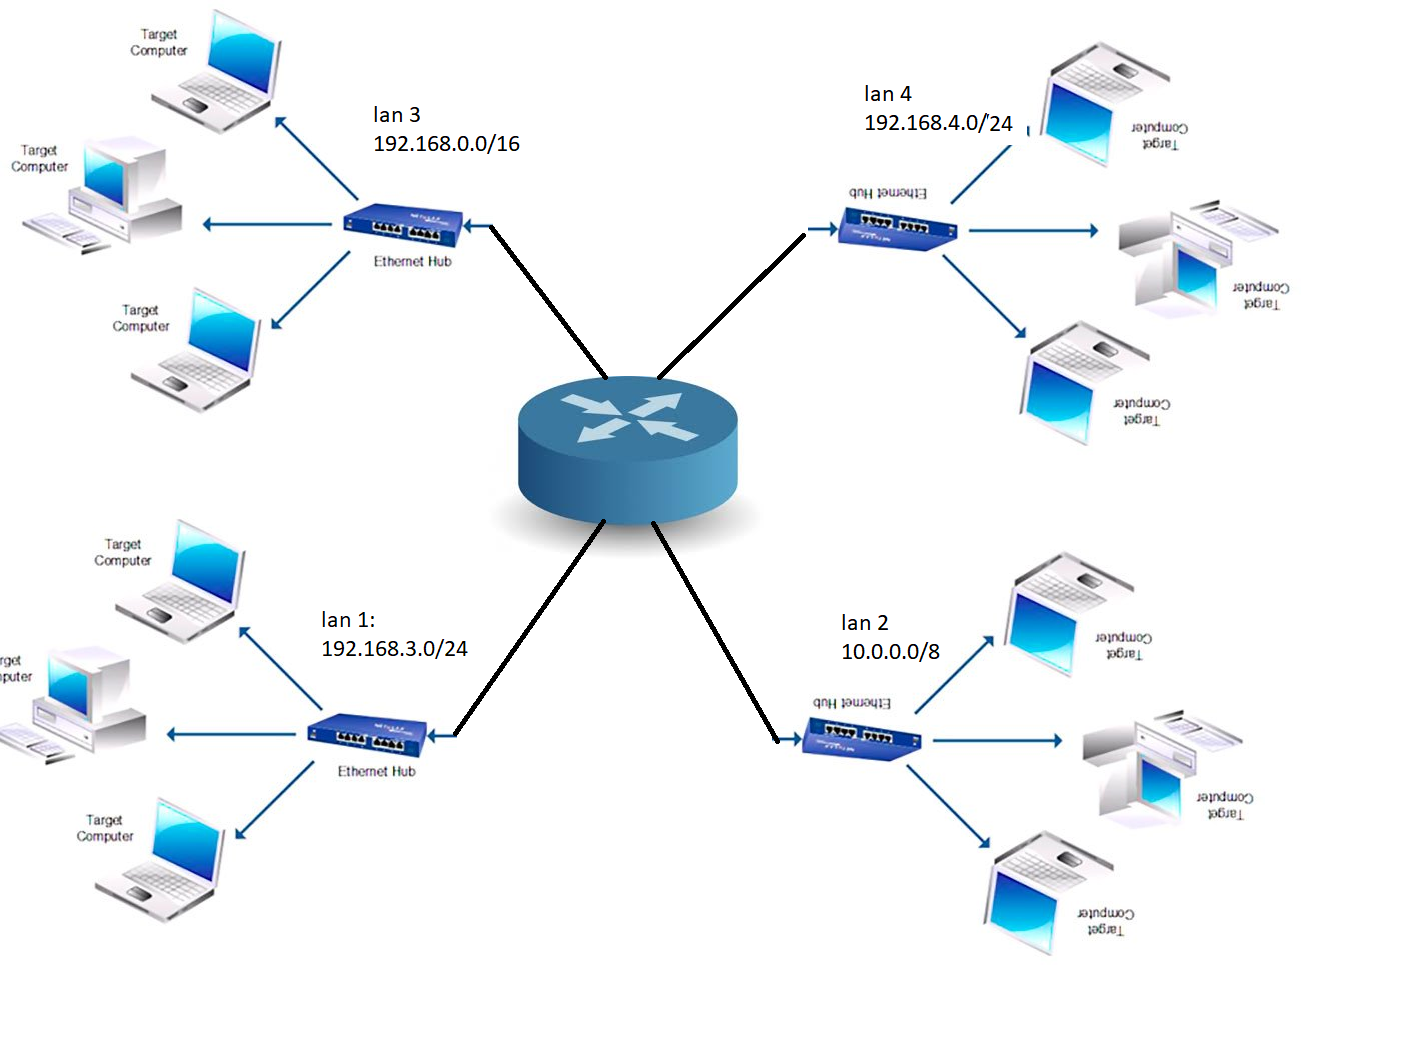 Target
Computer
lan 3
192.168.0.0/16
Target
Computer
Ethernet Hub
Target
Computer
lan 4
192.168.4.0/24
Ethernet Hub
Target
Computer
Target
Computer
Target
Computer
Target
Computer
lan 1:
192.168.3.0/24
rget
puter
Ethernet Hub
Target
Computer
lan 2
10.0.0.0/8
Ethernet
Hub
Target
Computer
Target
Computer
Target
Computer